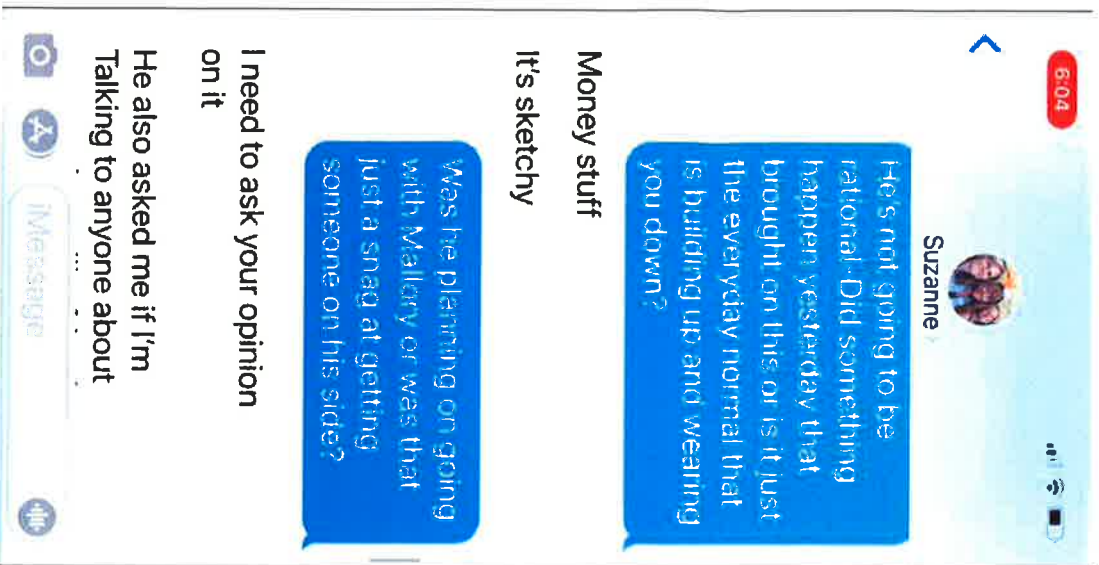 6:04
Suzanne
He's not going to be
rational. Did something
happen yesterday that
brought on this or is it just
the everyday normal that
is building up and wearing
you down?
Money stuff
It's sketchy
Was he planning on going
with Mallory or was that
just a snag at getting
someone on his side?
I need to ask your opinion
on it
He also asked me if I'm
Talking to anyone about
iMessage